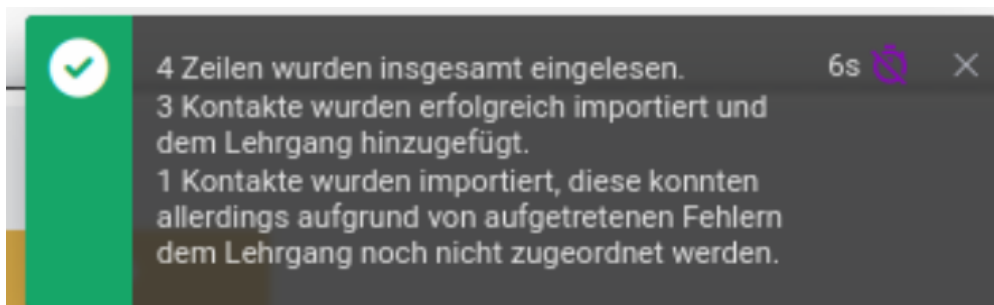 4 Zeilen wurden insgesamt eingelesen.
6s
3 Kontakte wurden erfolgreich importiert und
dem Lehrgang hinzugefügt.
1 Kontakte wurden importiert, diese konnten
allerdings aufgrund von aufgetretenen Fehlern
dem Lehrgang noch nicht zugeordnet werden.